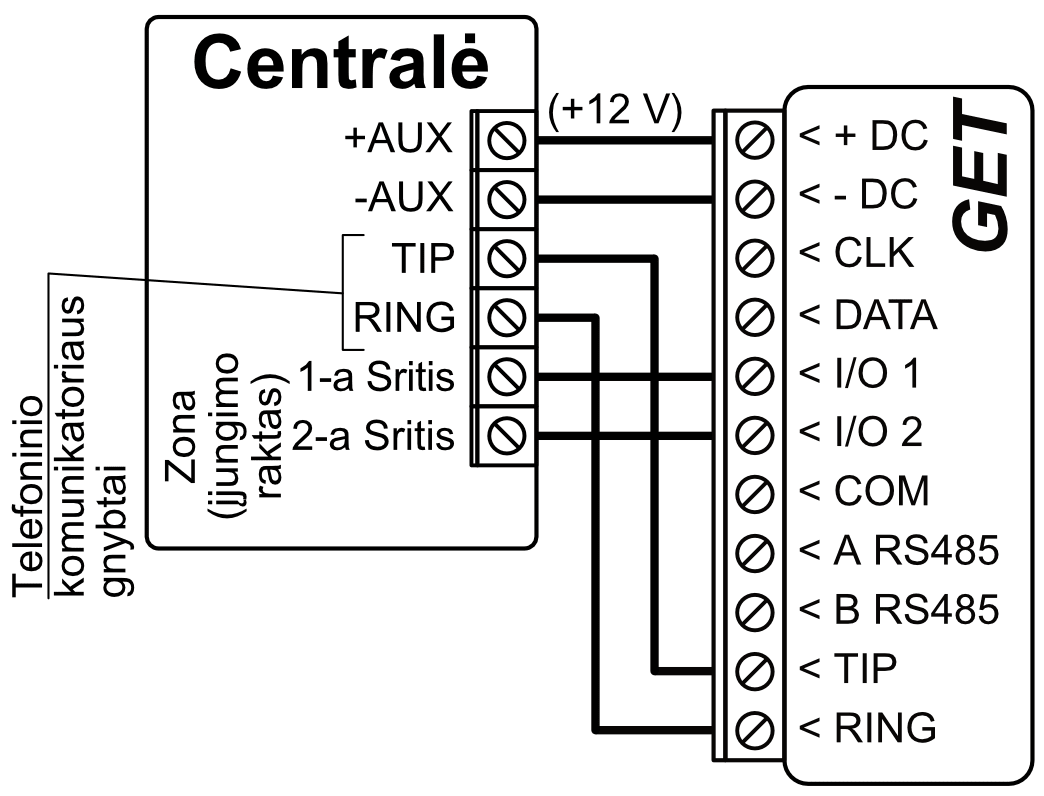 Centralė
(+12 V)
+AUX
-AUX
TIP
RING
1-a Sritis
2-a Sritis
Zona
(įjungimo
raktas)
Telefoninio
komunikatoriaus
gnybtai
GET
< + DC
< - DC
< CLK
< DATA
< I/O 1
< I/O 2
< COM
< A RS485
< B RS485
< TIP
< RING